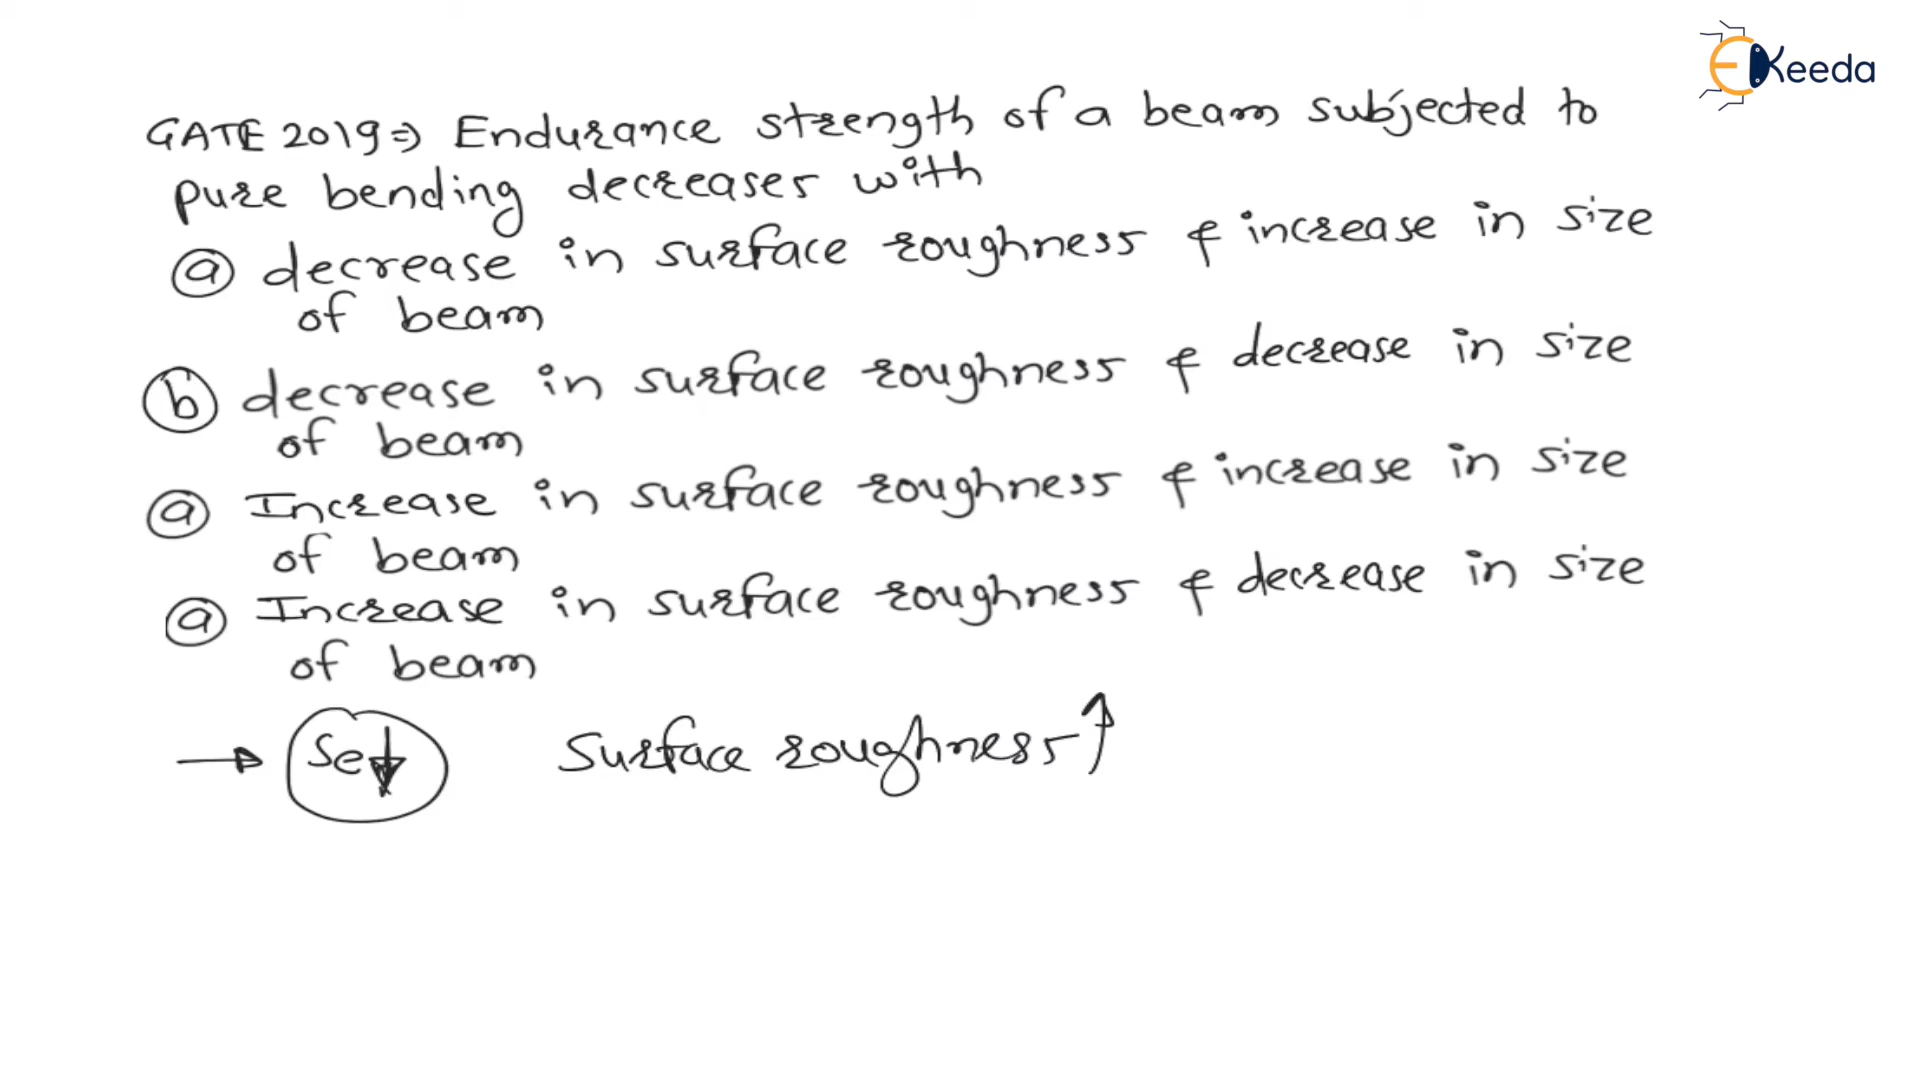 EKeeda
GATE 2019 ⇒ Endurance strength of a beam subjected to
pure bending decreases with
(a) decrease in surface roughness & increase in size
of beam
(b) decrease in surface roughness & decrease in size
of beam
(a) Increase in surface roughness & increase in size
of beam
(a) Increase in surface roughness & decrease in size
of beam
→ Se↓ Surface roughness↑